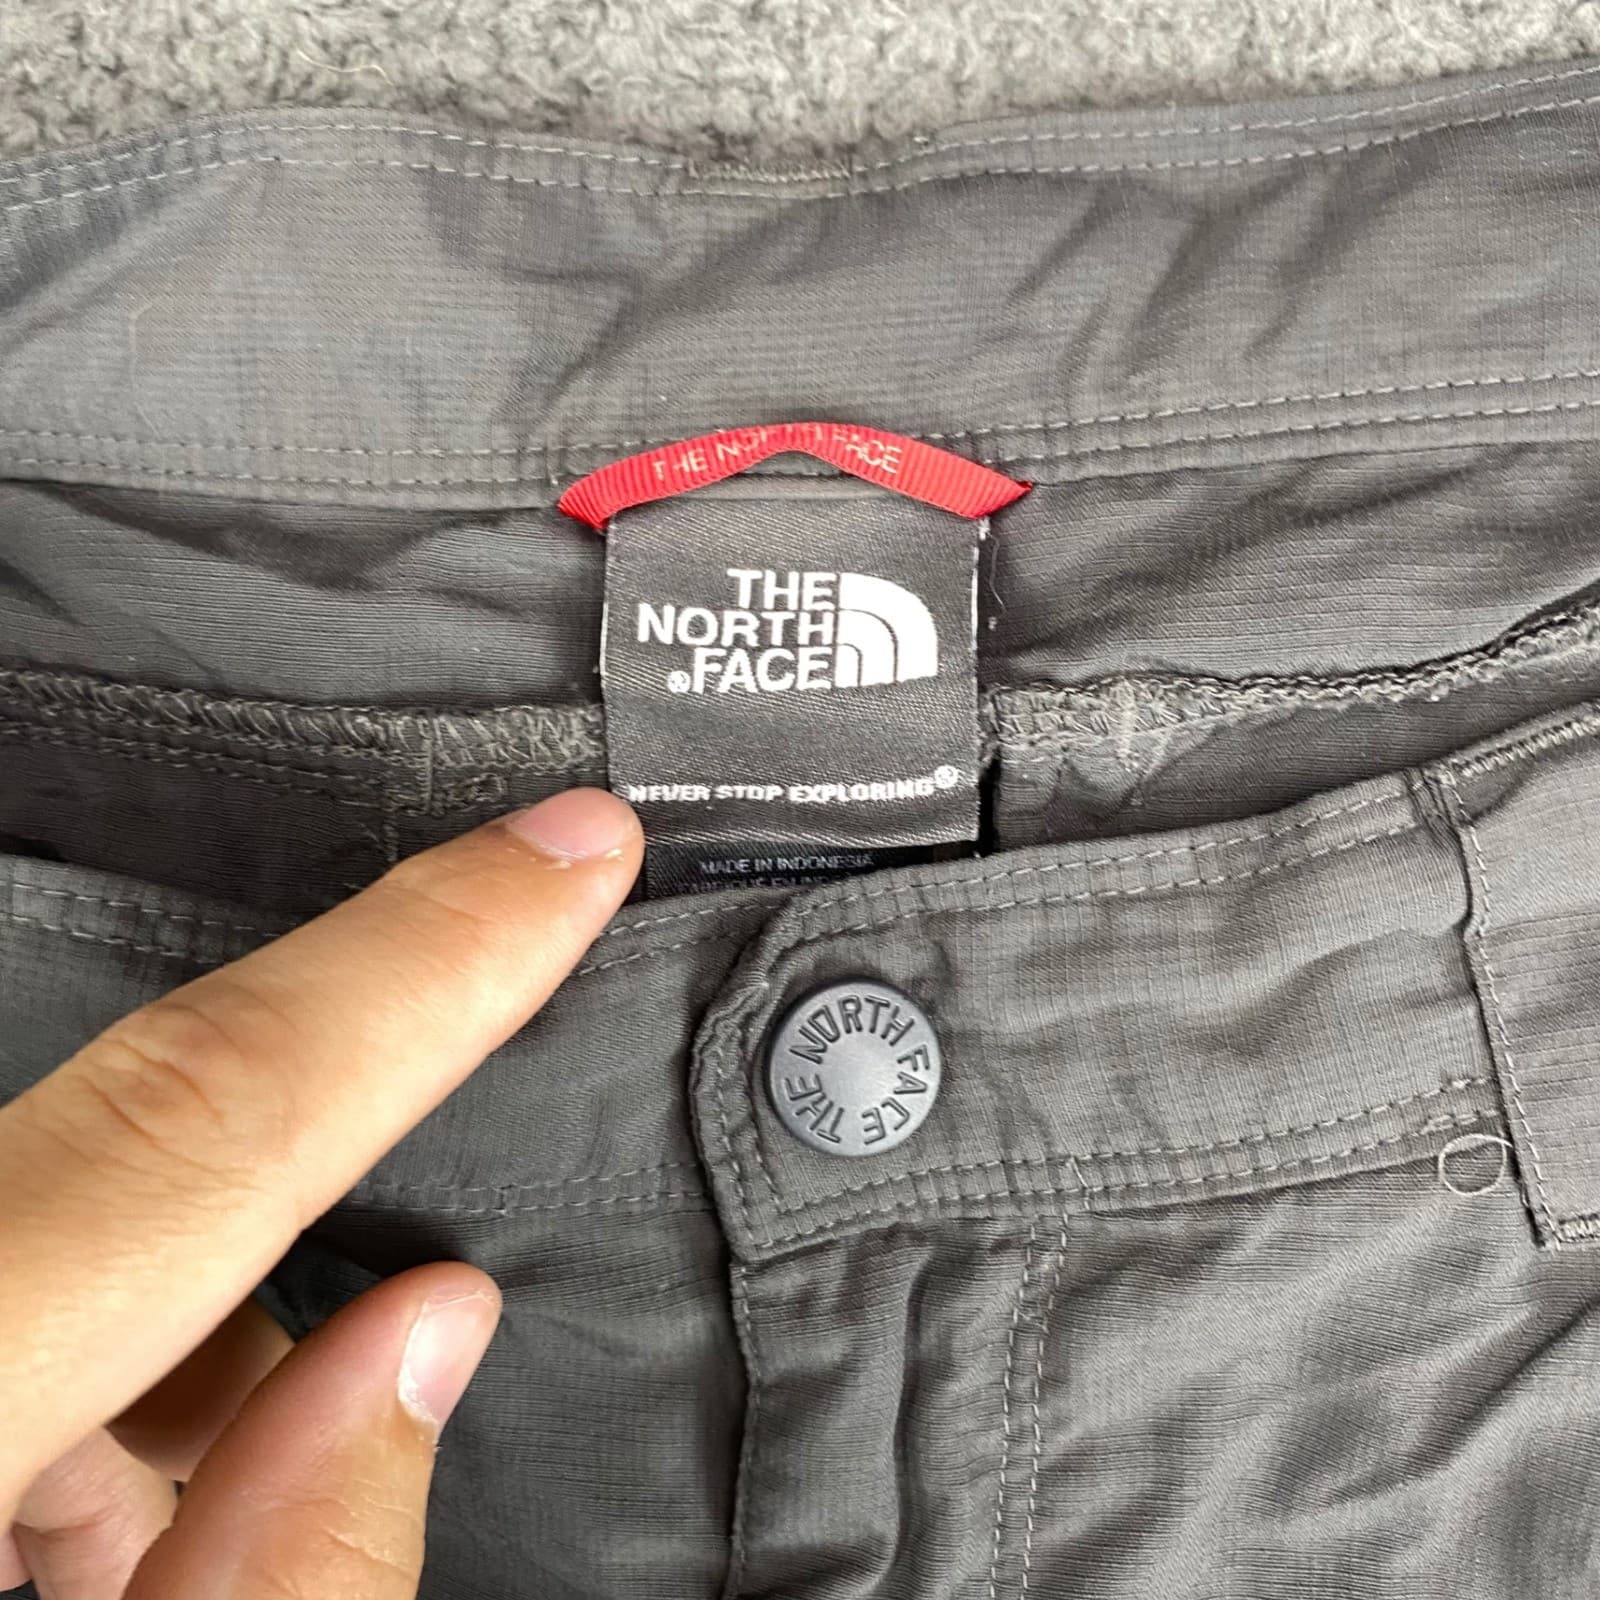 THE NORTH FACE
THE
NORTH
®FACE
NEVER STOP EXPLORING®
MADE IN INDONESIA
THE NORTH FACE